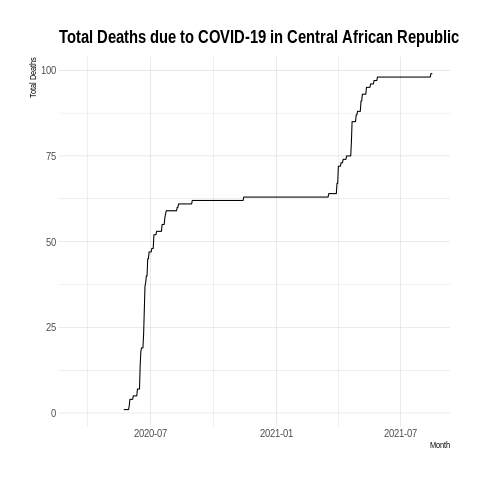 Total Deaths due to COVID-19 in Central African Republic
Total Deaths
100
75
50
25
0
2020-07 2021-01 2021-07
Month